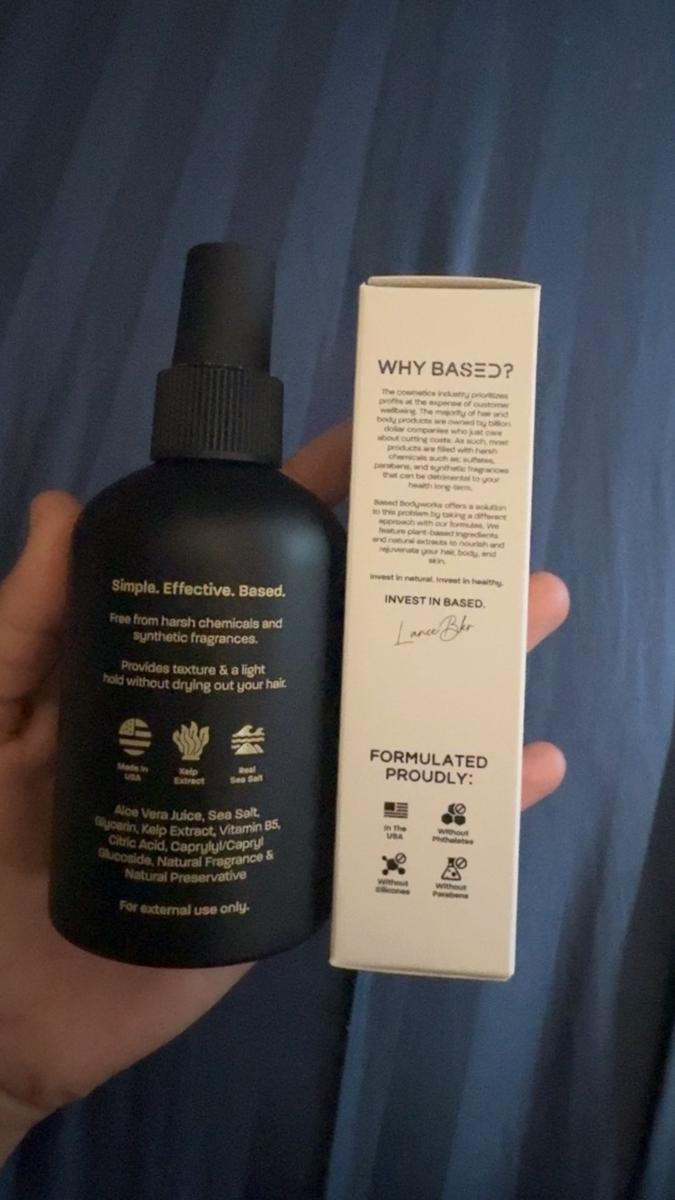 Simple. Effective. Based.
Free from harsh chemicals and
synthetic fragrances.
Provides texture & a light
hold without drying out your hair.
Made in
USA
Kelp
Extract
Real
Sea Salt
Aloe Vera Juice, Sea Salt,
Glycerin, Kelp Extract, Vitamin B5,
Citric Acid, Caprylyl/Capryl
Glucoside, Natural Fragrance &
Natural Preservative
For external use only.
WHY BASED?
The cosmetics industry prioritizes
profits at the expense of customer
wellbeing. The majority of hair and
body products are owned by billion
dollar companies who just care
about cutting costs. As such, most
products are filled with harsh
chemicals such as: sulfates,
parabens, and synthetic fragrances
that can be detrimental to your
health long-term.
Based Bodyworks offers a solution
to this problem by taking a different
approach with our formulas. We
feature plant-based ingredients
and natural extracts to nourish and
rejuvenate your hair, body, and
skin.
Invest in natural. Invest in healthy.
INVEST IN BASED.
Lance Bkr
FORMULATED
PROUDLY:
In The
USA
Without
Phthalates
Without
Silicones
Without
Parabens